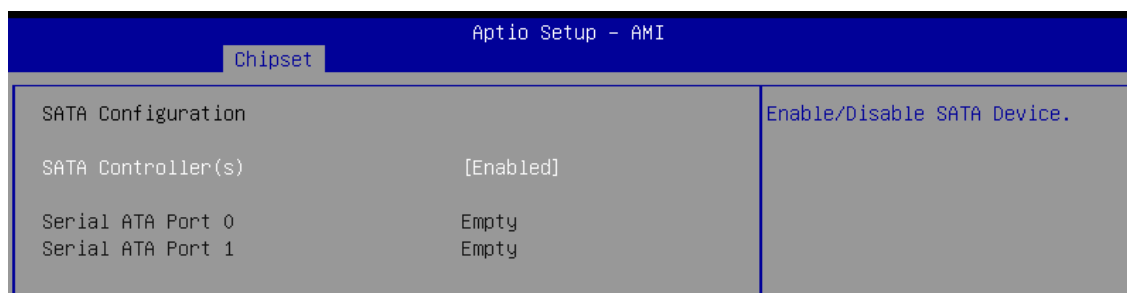 Aptio Setup – AMI
Chipset
SATA Configuration
Enable/Disable SATA Device.
SATA Controller(s) [Enabled]
Serial ATA Port 0 Empty
Serial ATA Port 1 Empty